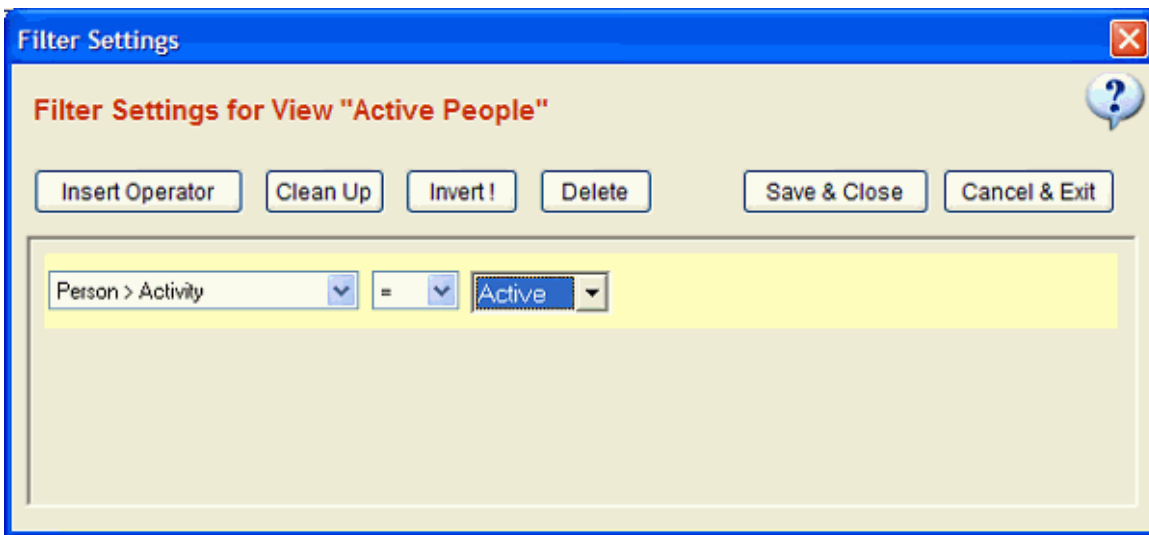 Filter Settings
Filter Settings for View "Active People"
?
Insert Operator Clean Up Invert! Delete Save & Close Cancel & Exit
Person > Activity = Active